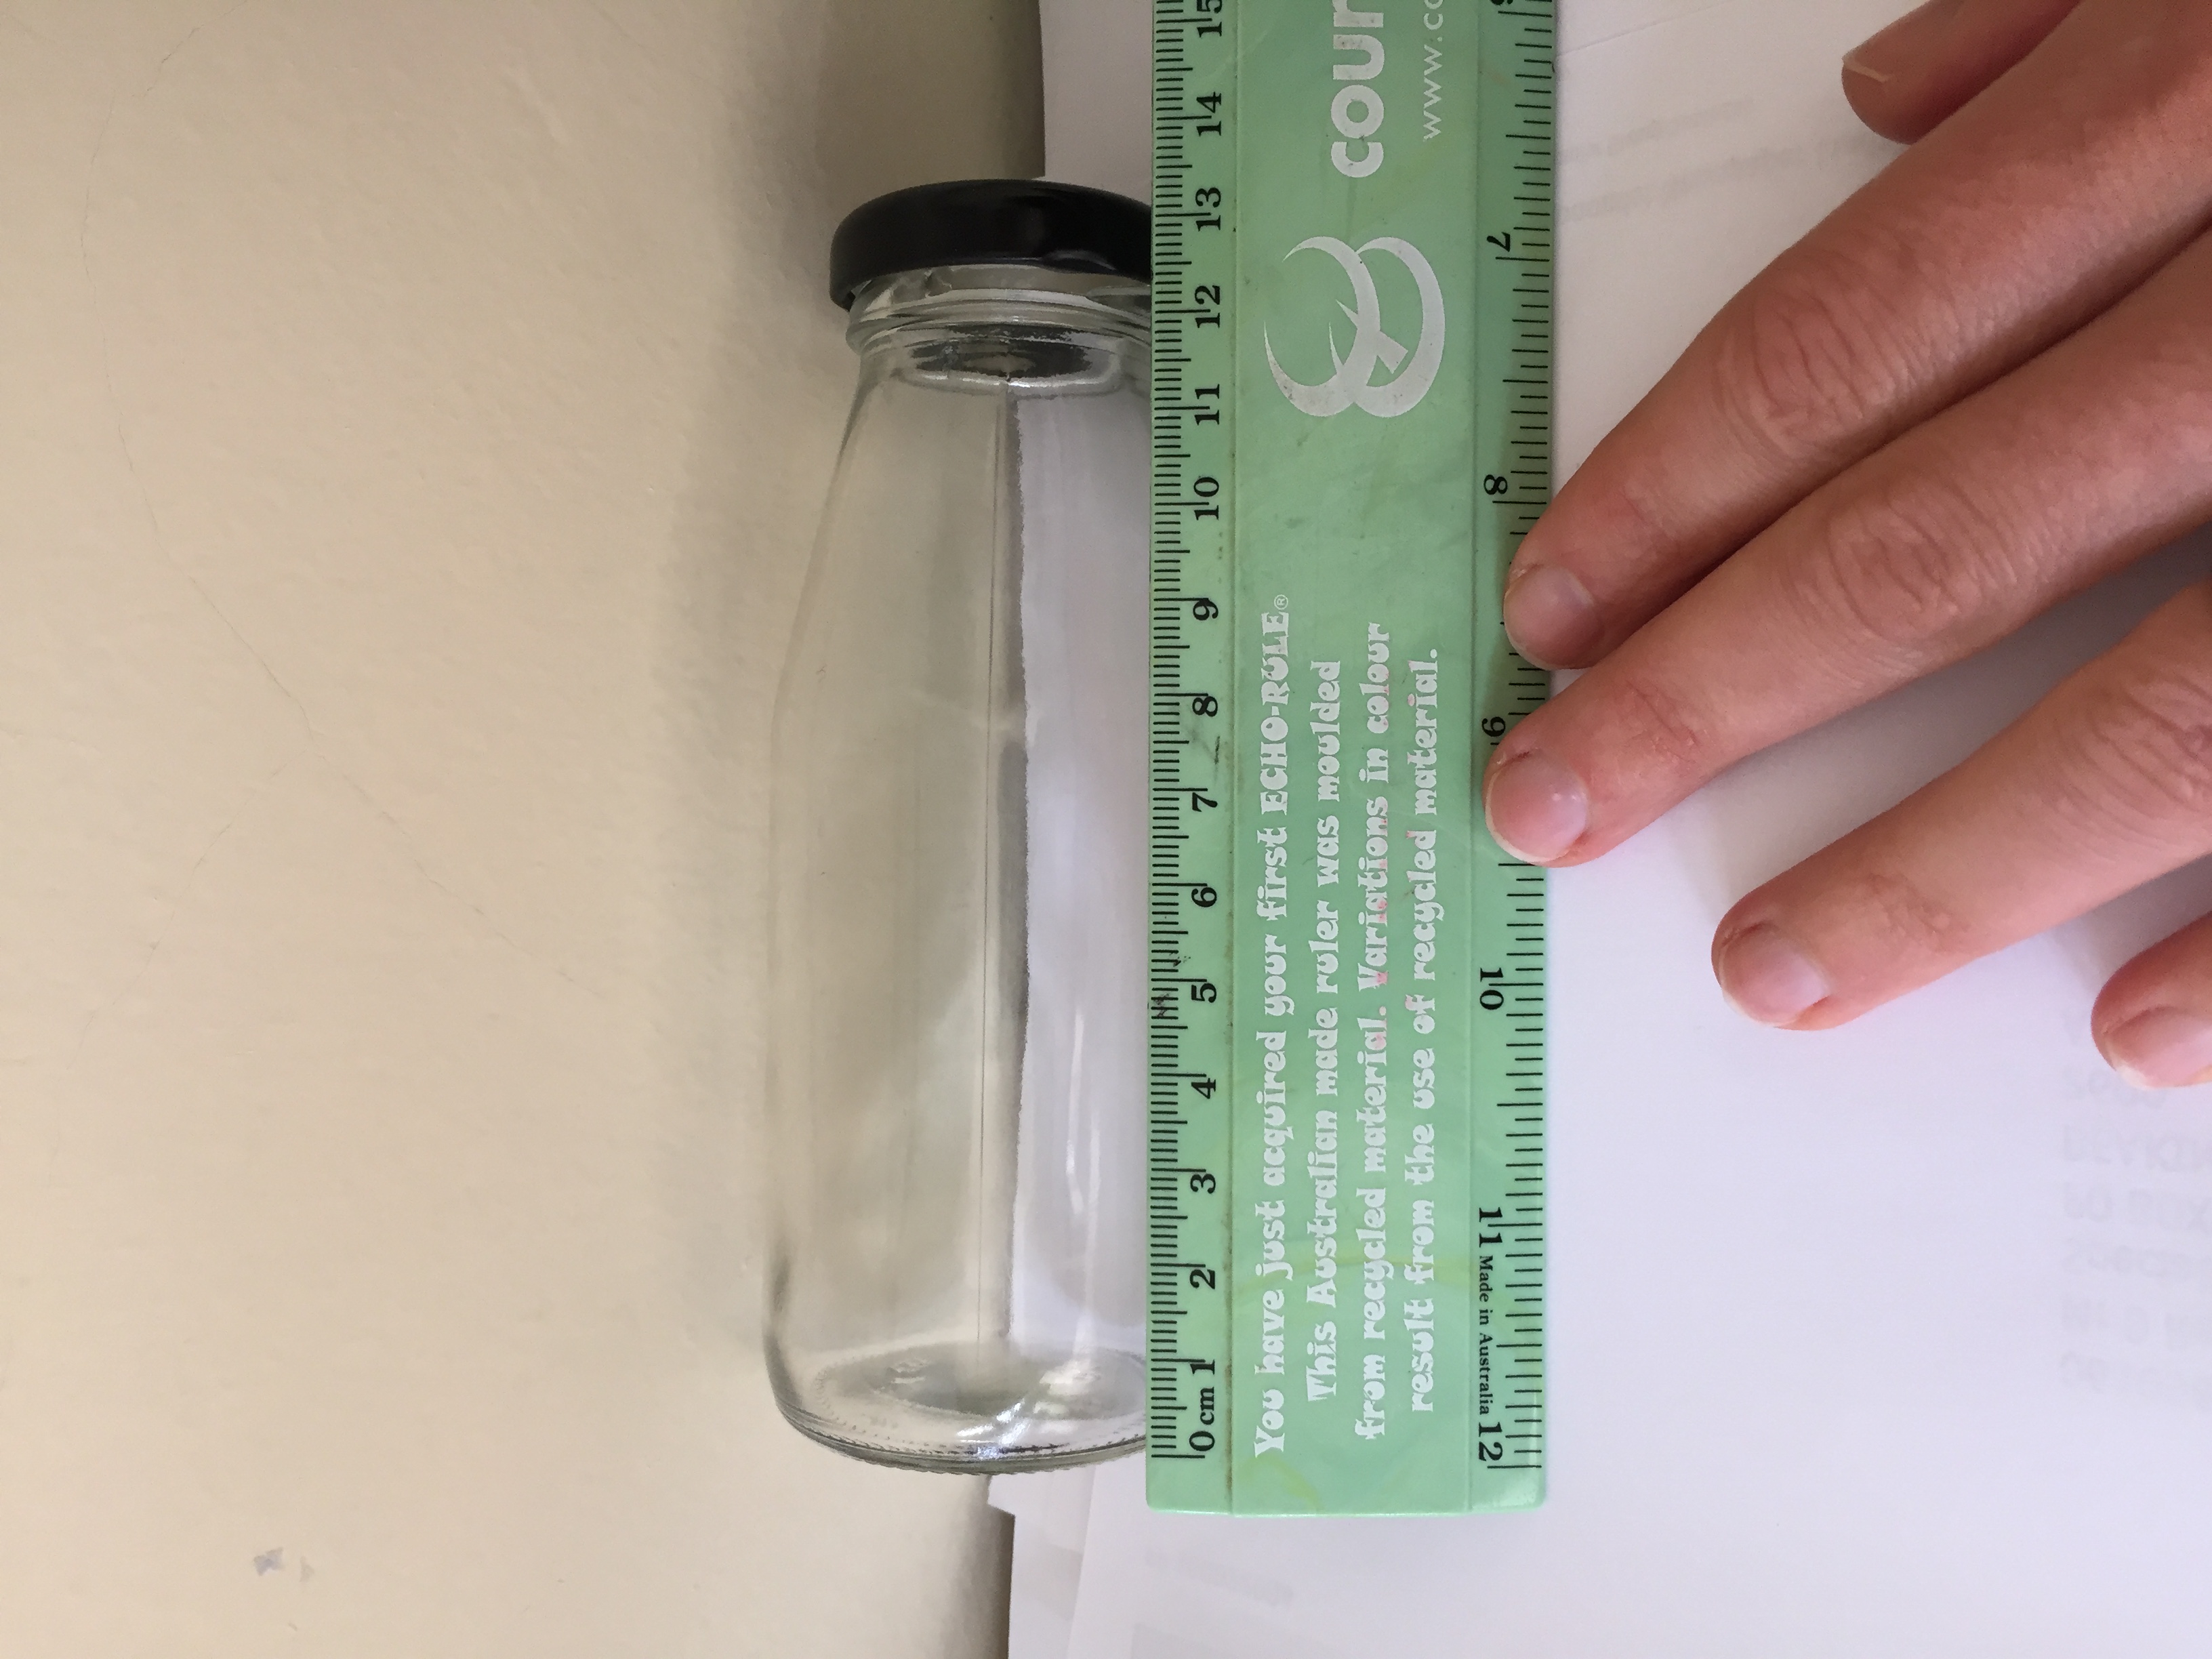 0 cm 1 2 3 4 5 6 7 8 9 10 11 12 13 14 15
You have just acquired your first ECHO-RULE®
This Australian made ruler was moulded
from recycled material. Variations in colour
result from the use of recycled material.
cour
www.co
12 Made in Australia 11 10 9 8 7